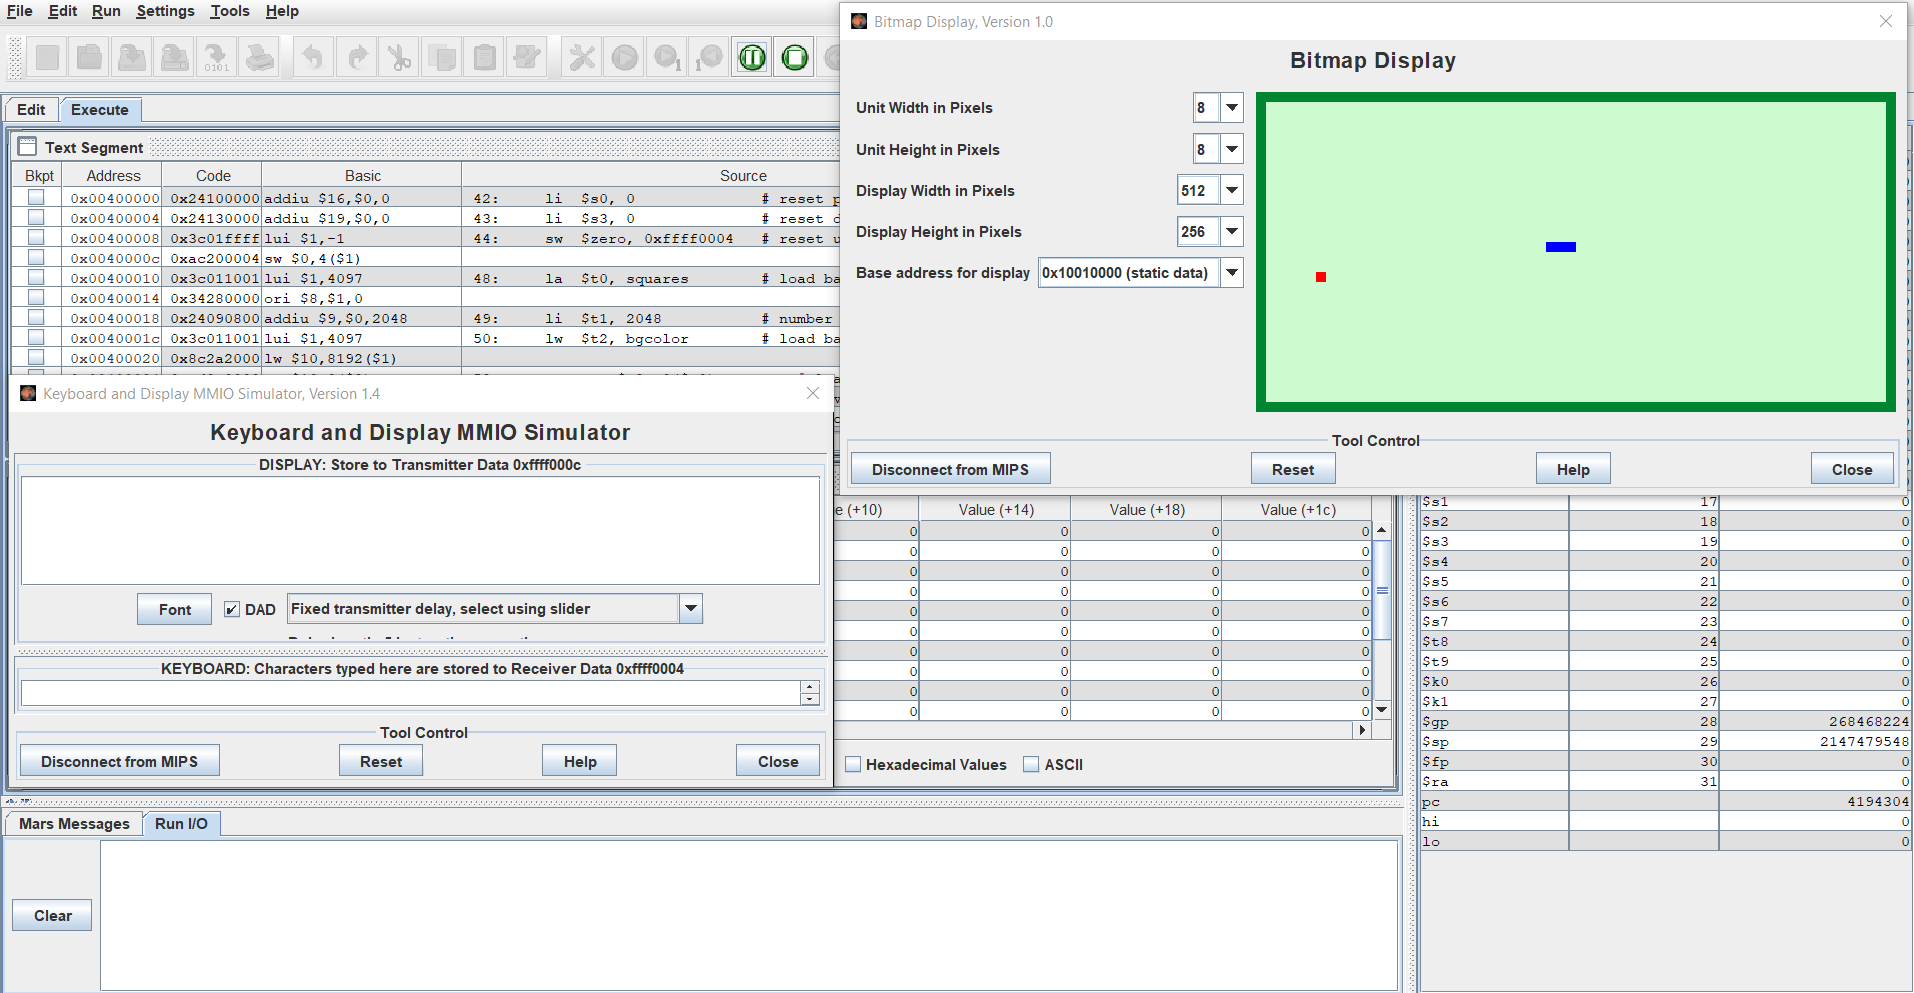 File Edit Run Settings Tools Help
Edit Execute
Text Segment
Bkpt Address Code Basic Source
0x00400000 0x24100000 addiu $16,$0,0 42: li $s0, 0 # reset
0x00400004 0x24130000 addiu $19,$0,0 43: li $s3, 0 # reset
0x00400008 0x3c01ffff lui $1,-1 44: sw $zero, 0xffff0004 # reset
0x0040000c 0xac200004 sw $0,4($1)
0x00400010 0x3c011001 lui $1,4097 48: la $t0, squares # load
0x00400014 0x34280000 ori $8,$1,0
0x00400018 0x24090800 addiu $9,$0,2048 49: li $t1, 2048 # number
0x0040001c 0x3c011001 lui $1,4097 50: lw $t2, bgcolor # load
0x00400020 0x8c2a2000 lw $10,8192($1)
Bitmap Display, Version 1.0
Bitmap Display
Unit Width in Pixels 8
Unit Height in Pixels 8
Display Width in Pixels 512
Display Height in Pixels 256
Base address for display 0x10010000 (static data)
Tool Control
Disconnect from MIPS Reset Help Close
Keyboard and Display MMIO Simulator, Version 1.4
Keyboard and Display MMIO Simulator
DISPLAY: Store to Transmitter Data 0xffff000c
Font DAD Fixed transmitter delay, select using slider
KEYBOARD: Characters typed here are stored to Receiver Data 0xffff0004
Tool Control
Disconnect from MIPS Reset Help Close
e (+10) Value (+14) Value (+18) Value (+1c)
0 0 0 0
0 0 0 0
0 0 0 0
0 0 0 0
0 0 0 0
0 0 0 0
0 0 0 0
0 0 0 0
0 0 0 0
0 0 0 0
Hexadecimal Values ASCII
$s1 17 0
$s2 18 0
$s3 19 0
$s4 20 0
$s5 21 0
$s6 22 0
$s7 23 0
$t8 24 0
$t9 25 0
$k0 26 0
$k1 27 0
$gp 28 268468224
$sp 29 2147479548
$fp 30 0
$ra 31 0
pc 4194304
hi 0
lo 0
Mars Messages Run I/O
Clear